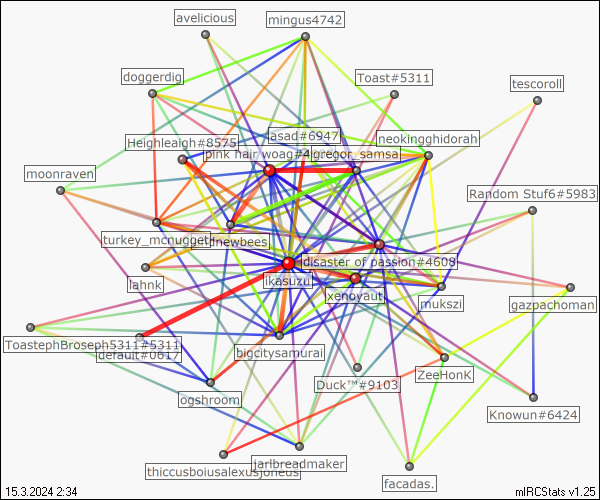 avelicious
mingus4742
doggerdig
Toast#5311
tescoroll
asad#6947
Heighleaigh#8575
neokingghidorah
pink hair woag#4
gregor_samsa
moonraven
Random Stuf6#5983
turkey_mcnugget
newbees
disaster of passion#4608
lahnk
ikasuzu
xenoyaut
mukszi
gazpachoman
ToastephBroseph5311#5311
default#0617
bigcitysamurai
Duck™#9103
ZeeHonK
ogshroom
Knowun#6424
thiccusboiusalexusjoneus
jarlbreadmaker
facadas.
15.3.2024 2:34
mIRCStats v1.25